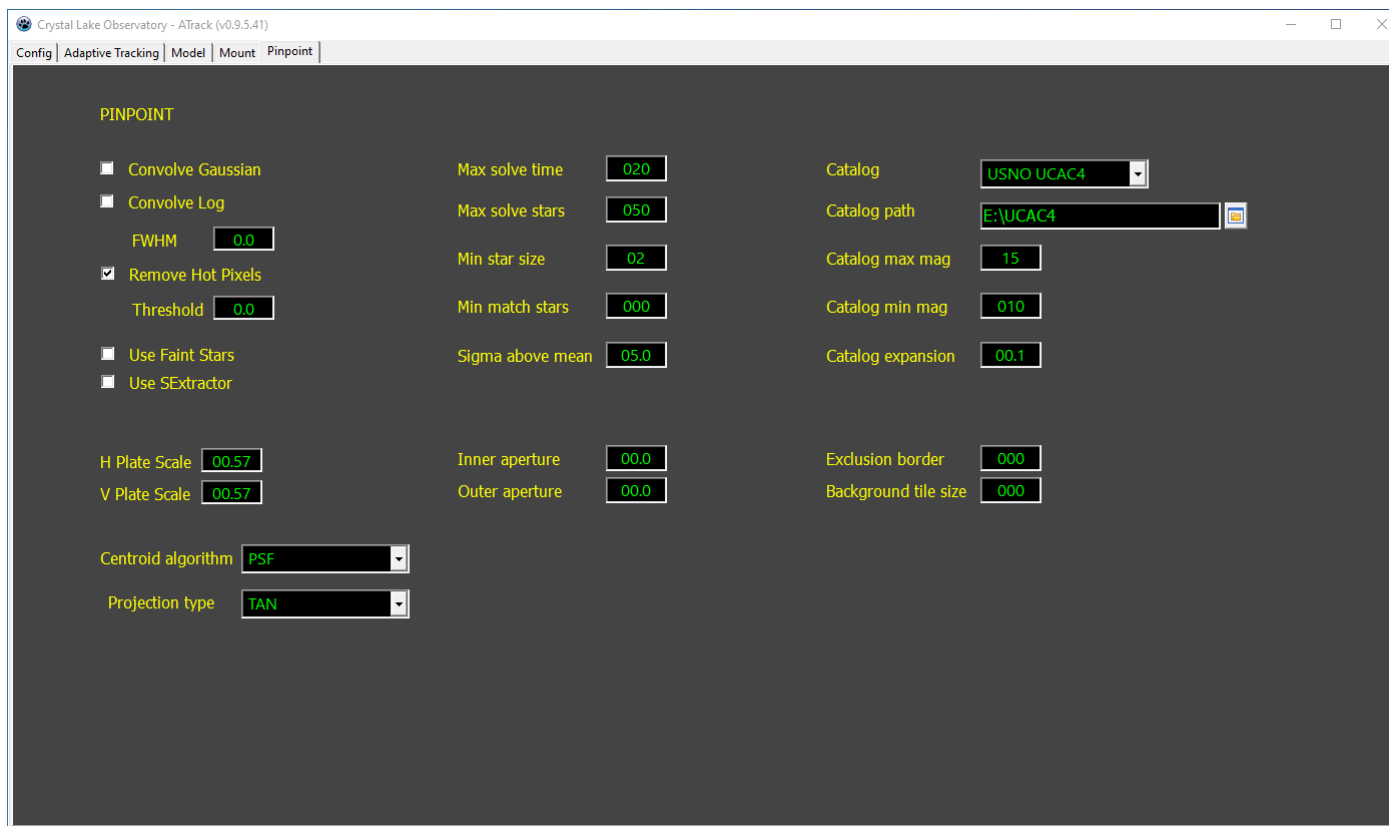 Crystal Lake Observatory - ATrack (v0.9.5.41)
Config Adaptive Tracking Model Mount Pinpoint
PINPOINT
Convolve Gaussian
Convolve Log
FWHM 0.0
Remove Hot Pixels
Threshold 0.0
Use Faint Stars
Use SExtractor
Max solve time 020
Max solve stars 050
Min star size 02
Min match stars 000
Sigma above mean 05.0
Catalog USNO UCAC4
Catalog path E:\UCAC4
Catalog max mag 15
Catalog min mag 010
Catalog expansion 00.1
H Plate Scale 00.57
V Plate Scale 00.57
Inner aperture 00.0
Outer aperture 00.0
Exclusion border 000
Background tile size 000
Centroid algorithm PSF
Projection type TAN